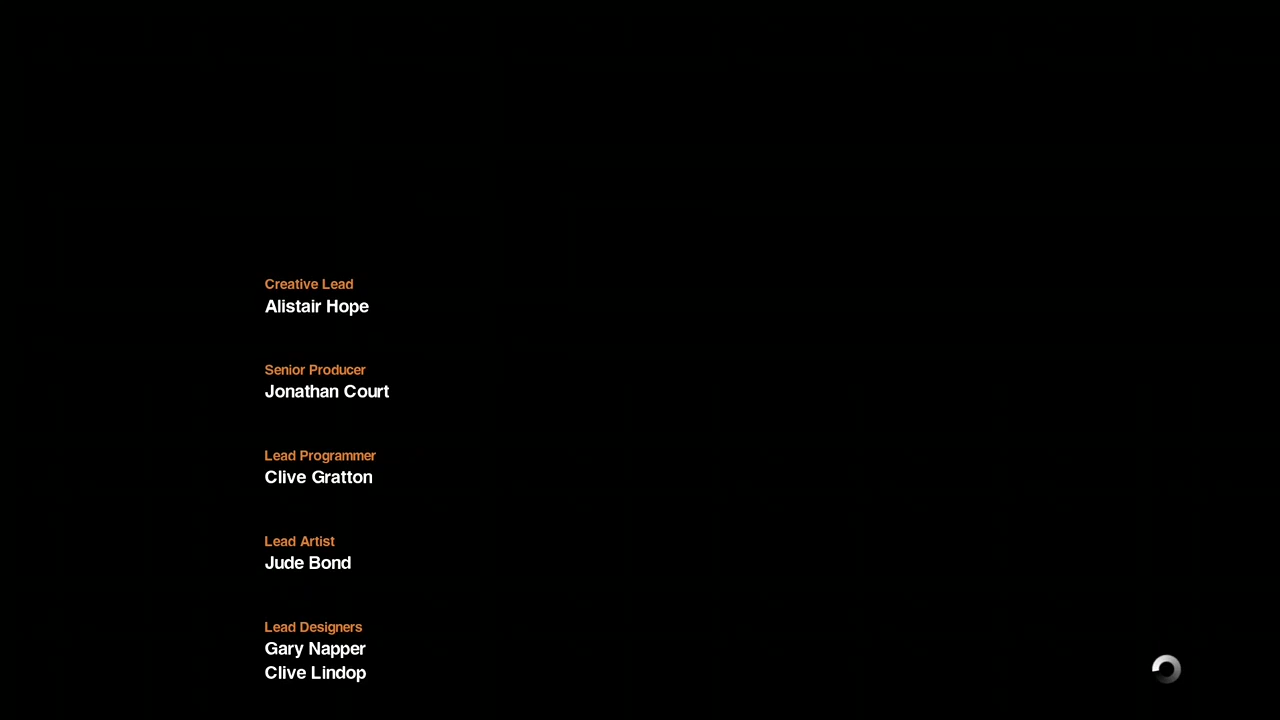 Creative Lead
Alistair Hope
Senior Producer
Jonathan Court
Lead Programmer
Clive Gratton
Lead Artist
Jude Bond
Lead Designers
Gary Napper
Clive Lindop